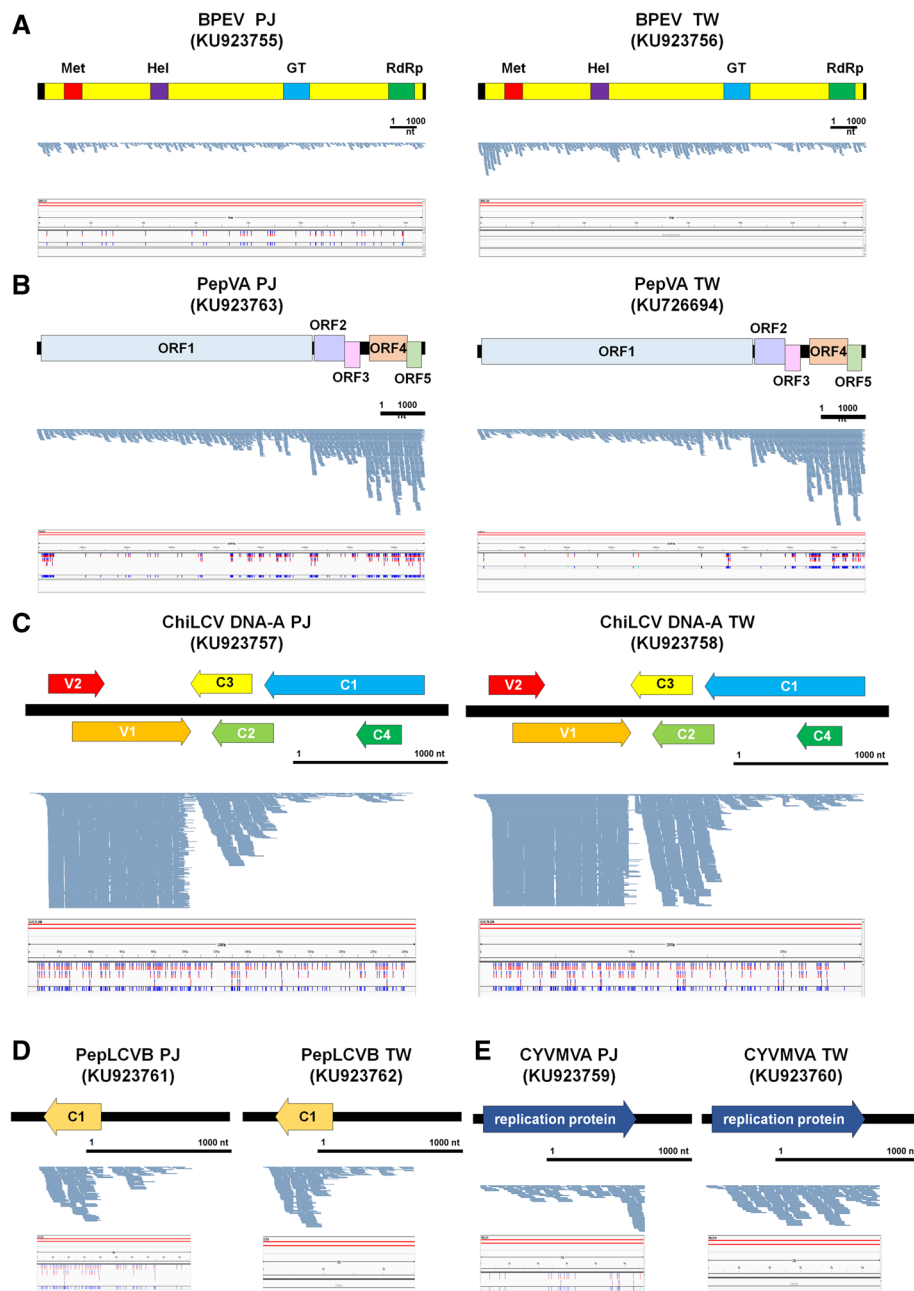 A
BPEV PJ
(KU923755)
Met Hel GT RdRp
1 1000
nt
BPEV TW
(KU923756)
Met Hel GT RdRp
1 1000
nt
B
PepVA PJ
(KU923763)
ORF1 ORF2 ORF3 ORF4 ORF5
1 1000
nt
PepVA TW
(KU726694)
ORF1 ORF2 ORF3 ORF4 ORF5
1 1000
nt
C
ChiLCV DNA-A PJ
(KU923757)
V2 C3 C1
V1 C2 C4
1 1000 nt
ChiLCV DNA-A TW
(KU923758)
V2 C3 C1
V1 C2 C4
1 1000 nt
D
PepLCVB PJ
(KU923761)
C1
1 1000 nt
PepLCVB TW
(KU923762)
C1
1 1000 nt
E
CYVMVA PJ
(KU923759)
replication protein
1 1000 nt
CYVMVA TW
(KU923760)
replication protein
1 1000 nt